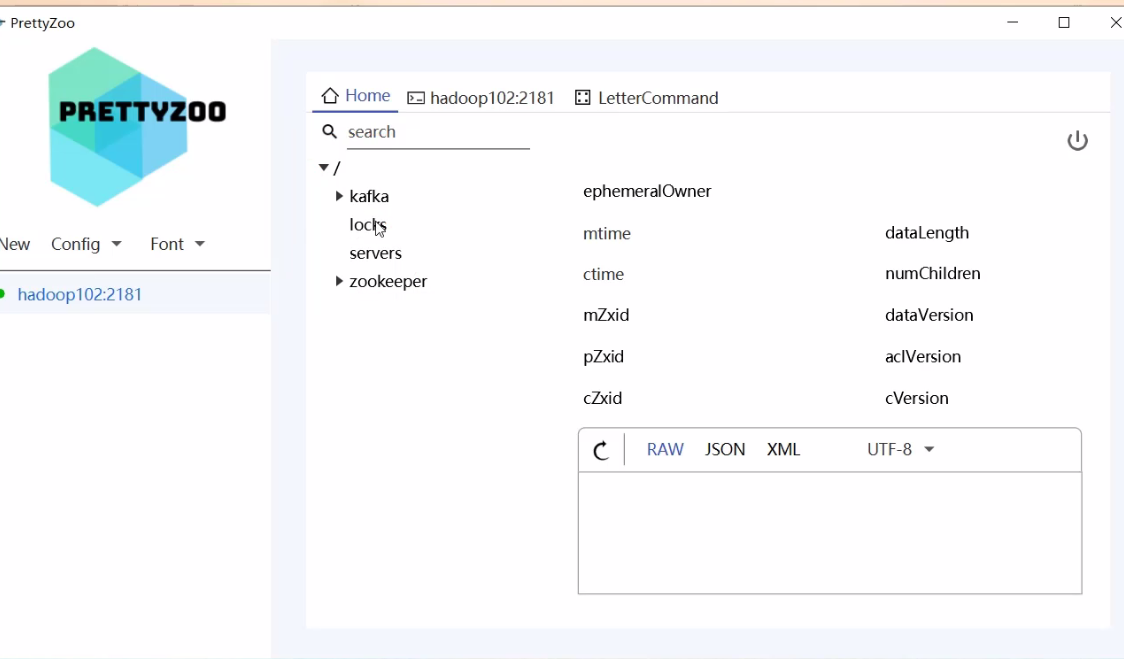 PrettyZoo
PRETTYZOO
New Config Font
hadoop102:2181
Home hadoop102:2181 LetterCommand
search
/
kafka
locks
servers
zookeeper
ephemeralOwner
mtime dataLength
ctime numChildren
mZxid dataVersion
pZxid aclVersion
cZxid cVersion
RAW JSON XML UTF-8